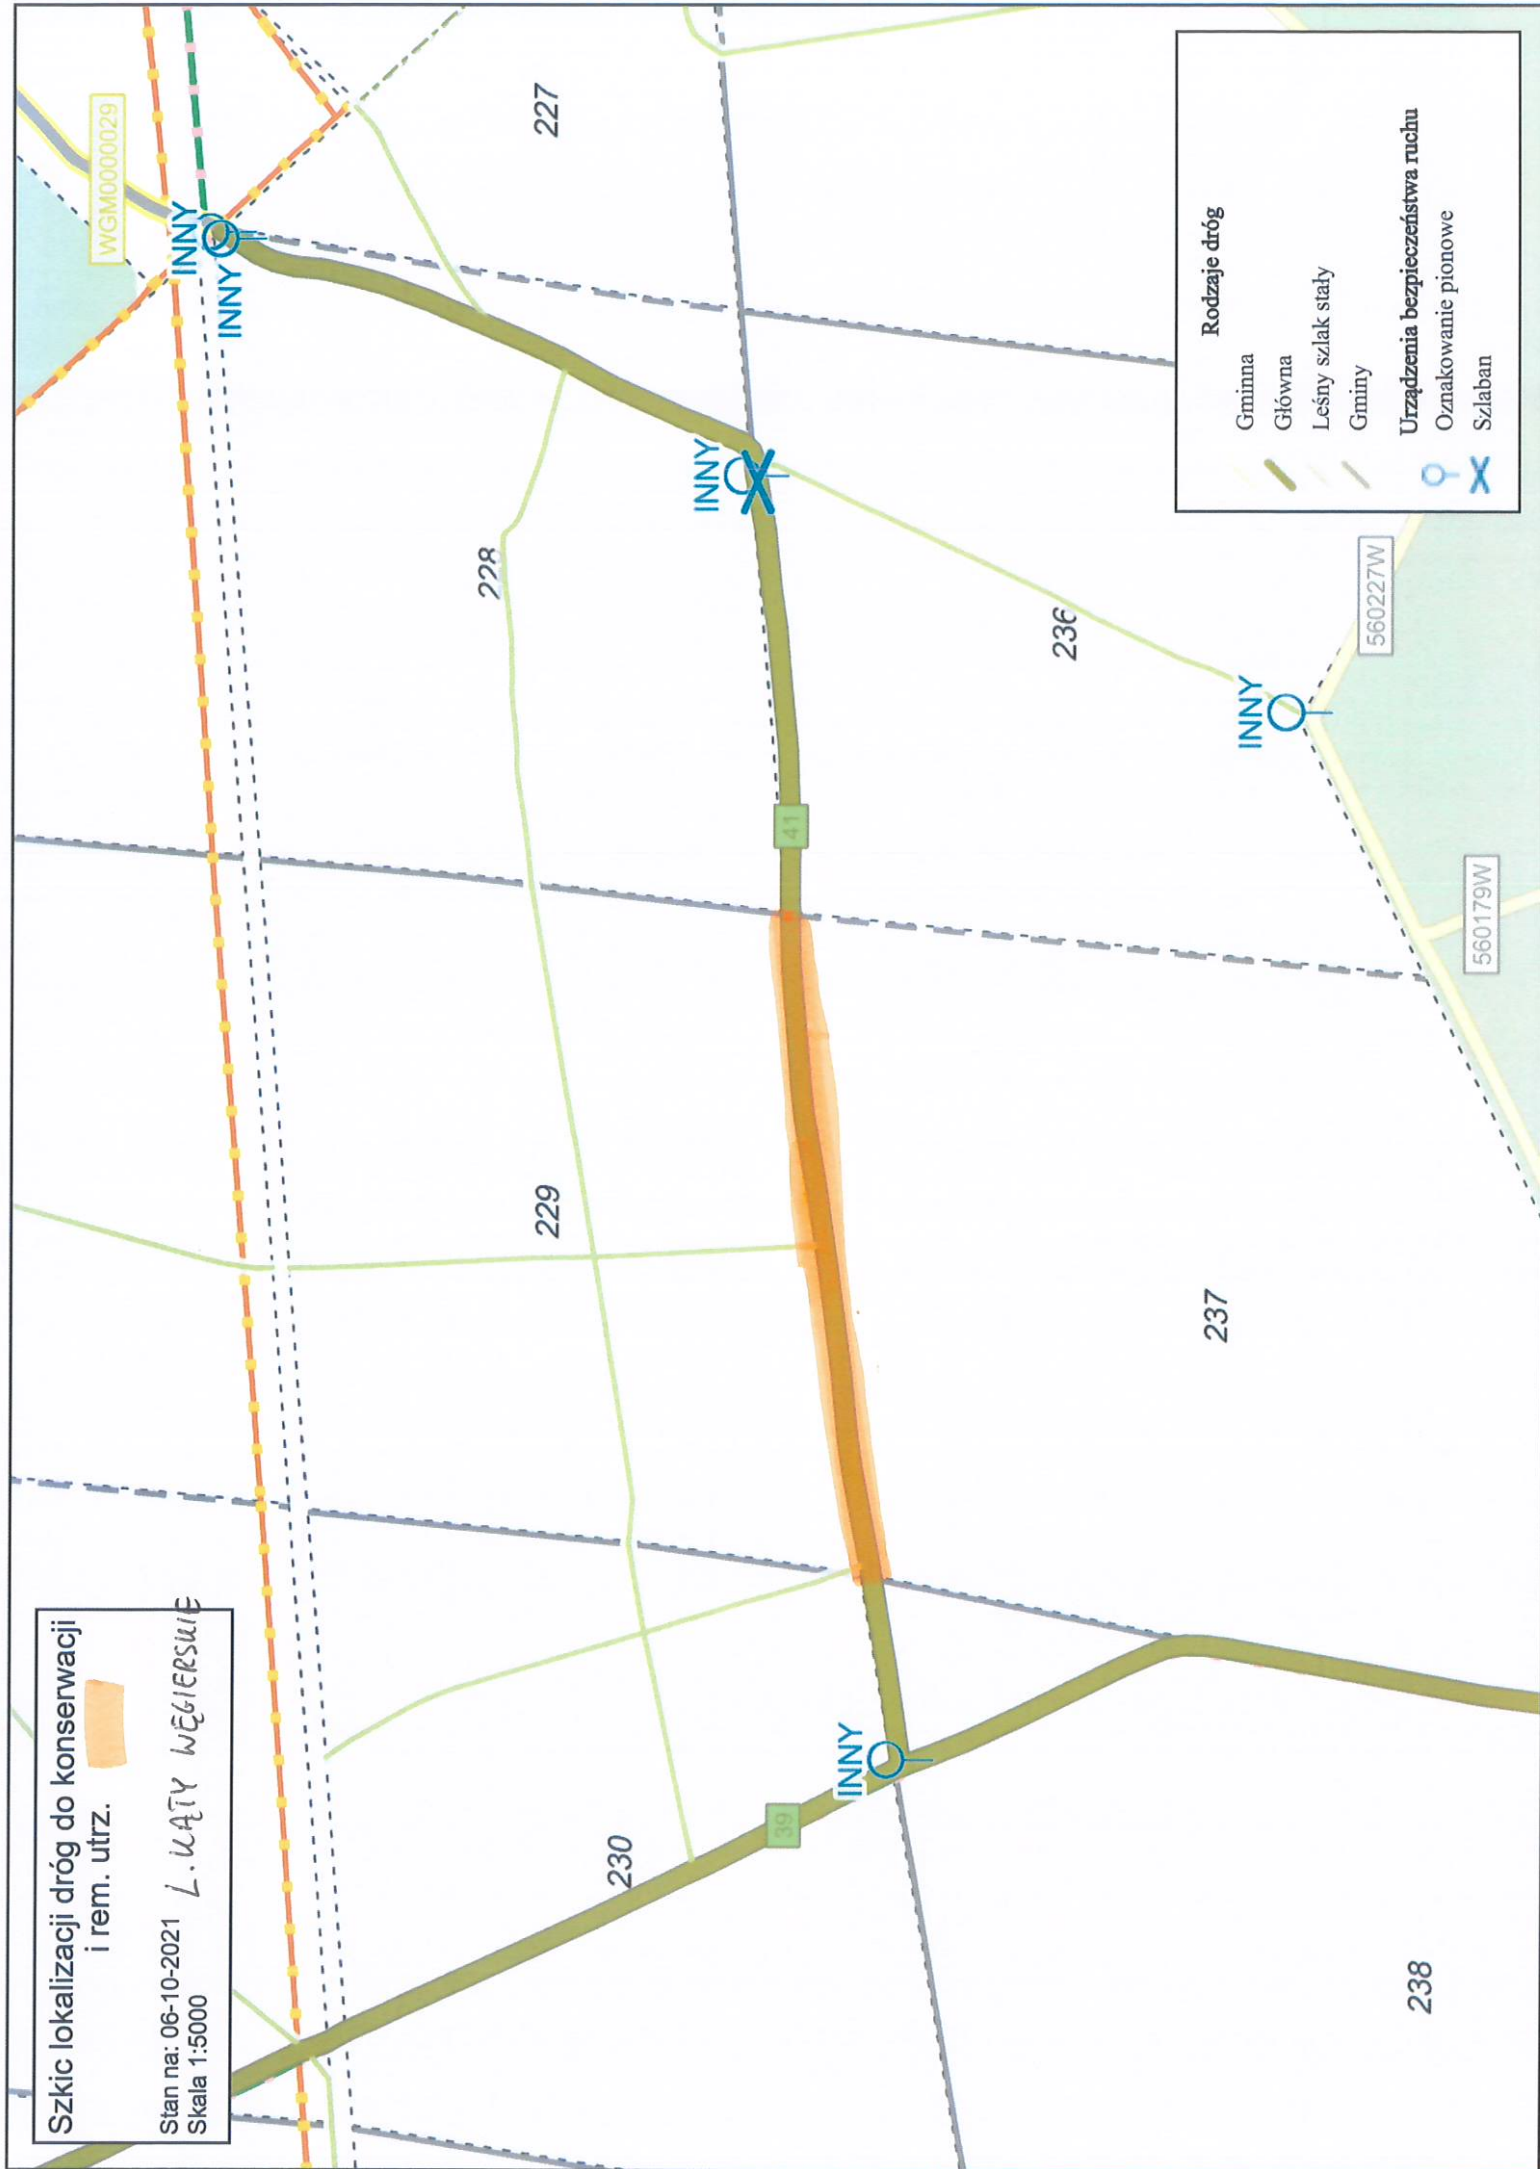 Szkic lokalizacji dróg do konserwacji
i rem. utrz.
Stan na: 06-10-2021
Skala 1:5000
L. KĄTY WĘGIERSKIE
WGM0000029
INNY
INNY
227
228
INNY
229
41
236
INNY
560227W
560179W
237
230
39
INNY
238
Rodzaje dróg
Gminna
Główna
Leśny szlak stały
Gminy
Urządzenia bezpieczeństwa ruchu
Oznakowanie pionowe
Szlaban